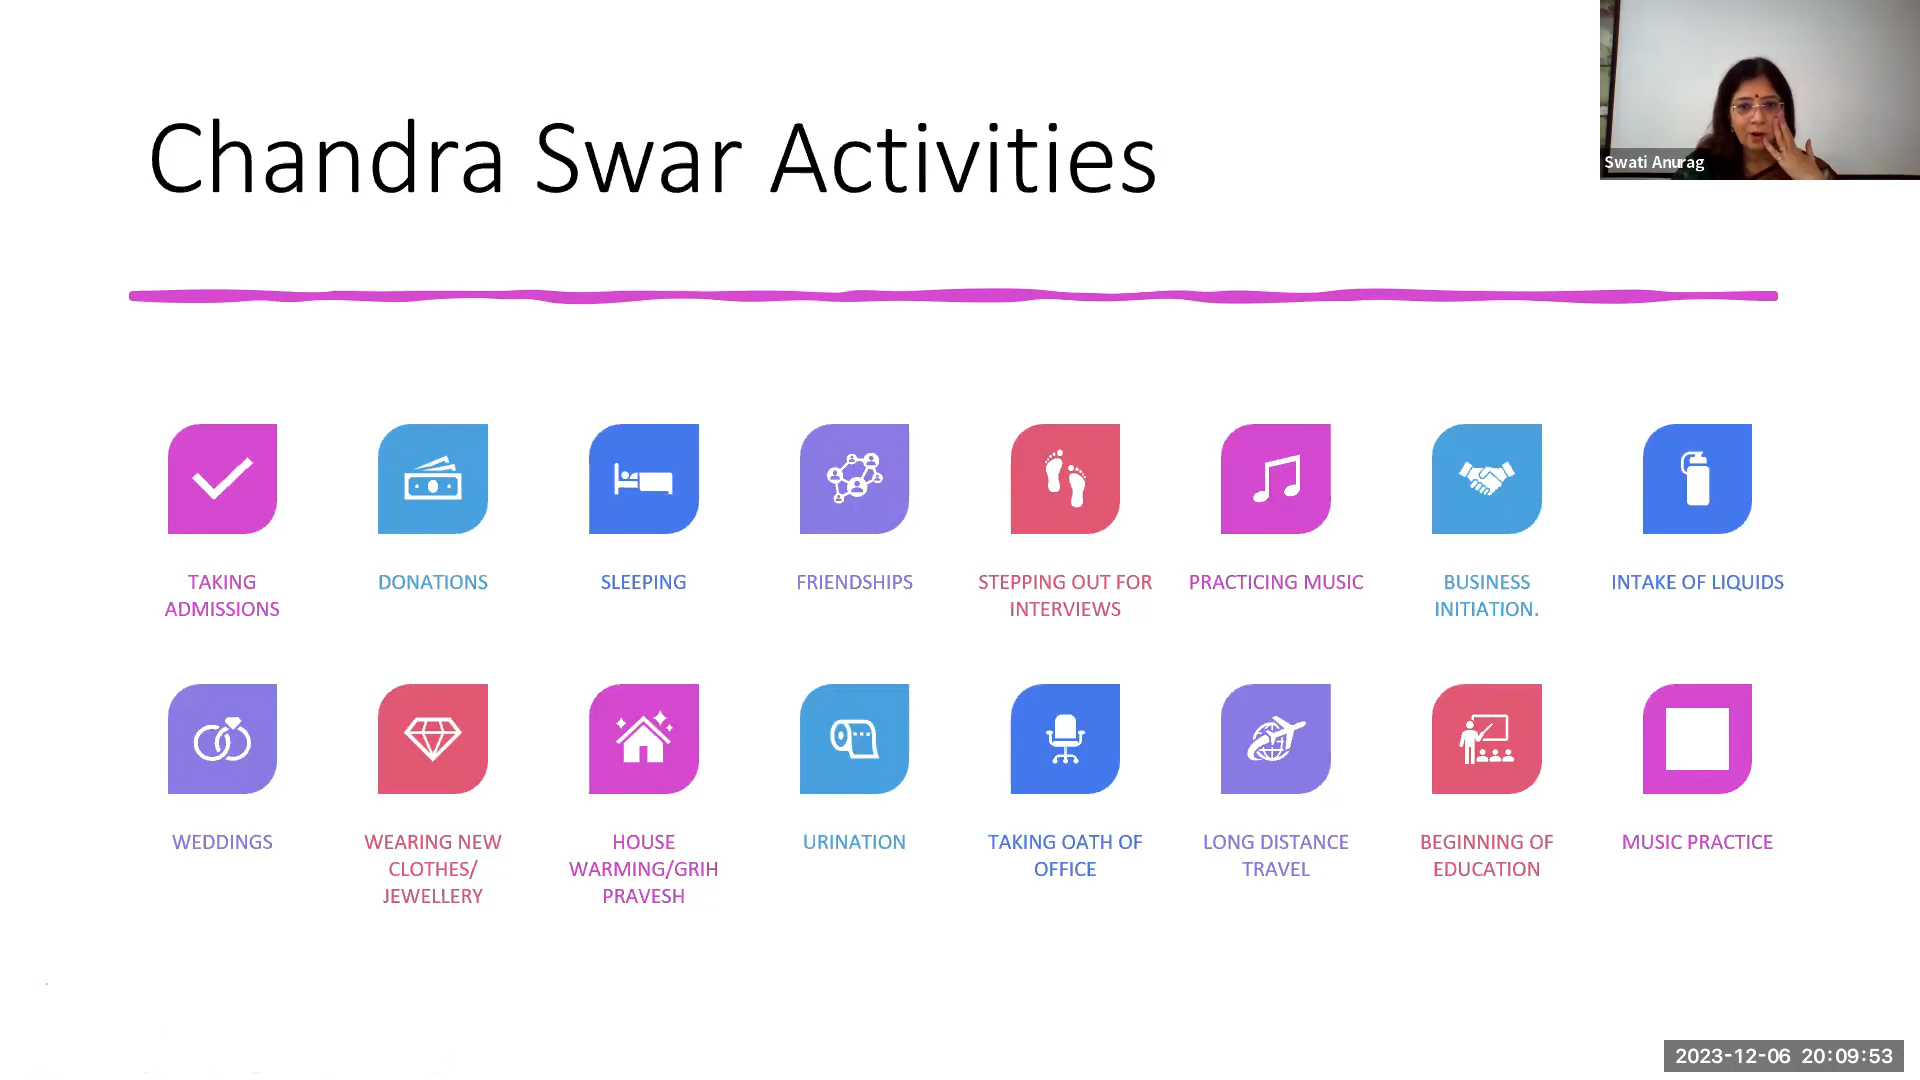 Chandra Swar Activities
Swati Anurag
TAKING
ADMISSIONS
DONATIONS
SLEEPING
FRIENDSHIPS
STEPPING OUT FOR
INTERVIEWS
PRACTICING MUSIC
BUSINESS
INITIATION.
INTAKE OF LIQUIDS
WEDDINGS
WEARING NEW
CLOTHES/
JEWELLERY
HOUSE
WARMING/GRIH
PRAVESH
URINATION
TAKING OATH OF
OFFICE
LONG DISTANCE
TRAVEL
BEGINNING OF
EDUCATION
MUSIC PRACTICE
2023-12-06 20:09:53